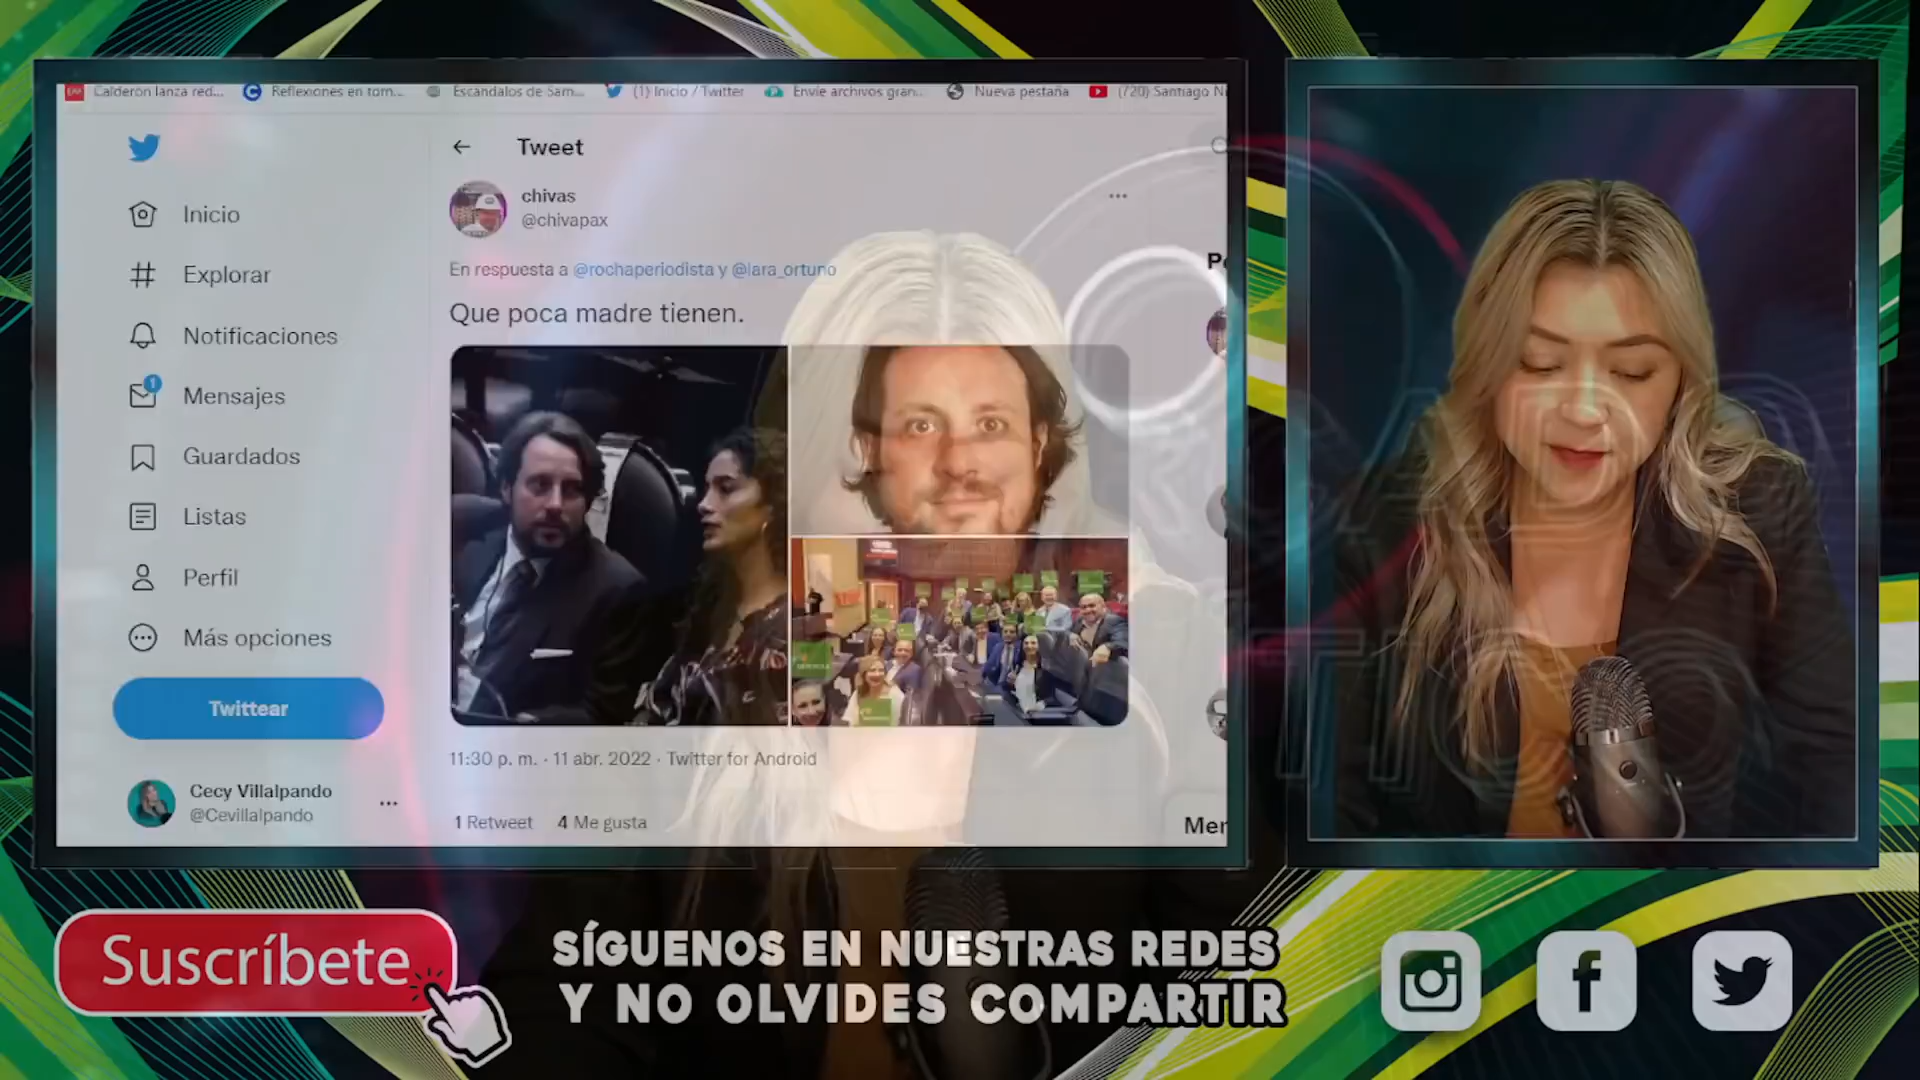 Calderón lanza red...
Reflexiones en torn...
Escándalos de Sam...
(1) Inicio / Twitter
Envíe archivos gran...
Nueva pestaña
(720) Santiago N
Tweet
Inicio
Explorar
Notificaciones
1
Mensajes
Guardados
Listas
Perfil
Más opciones
Twittear
Cecy Villalpando
@Cevillalpando
chivas
@chivapax
En respuesta a @rochaperiodista y @lara_ortuno
Que poca madre tienen.
11:30 p. m. · 11 abr. 2022 · Twitter for Android
1 Retweet 4 Me gusta
Mer
Suscríbete
SÍGUENOS EN NUESTRAS REDES
Y NO OLVIDES COMPARTIR